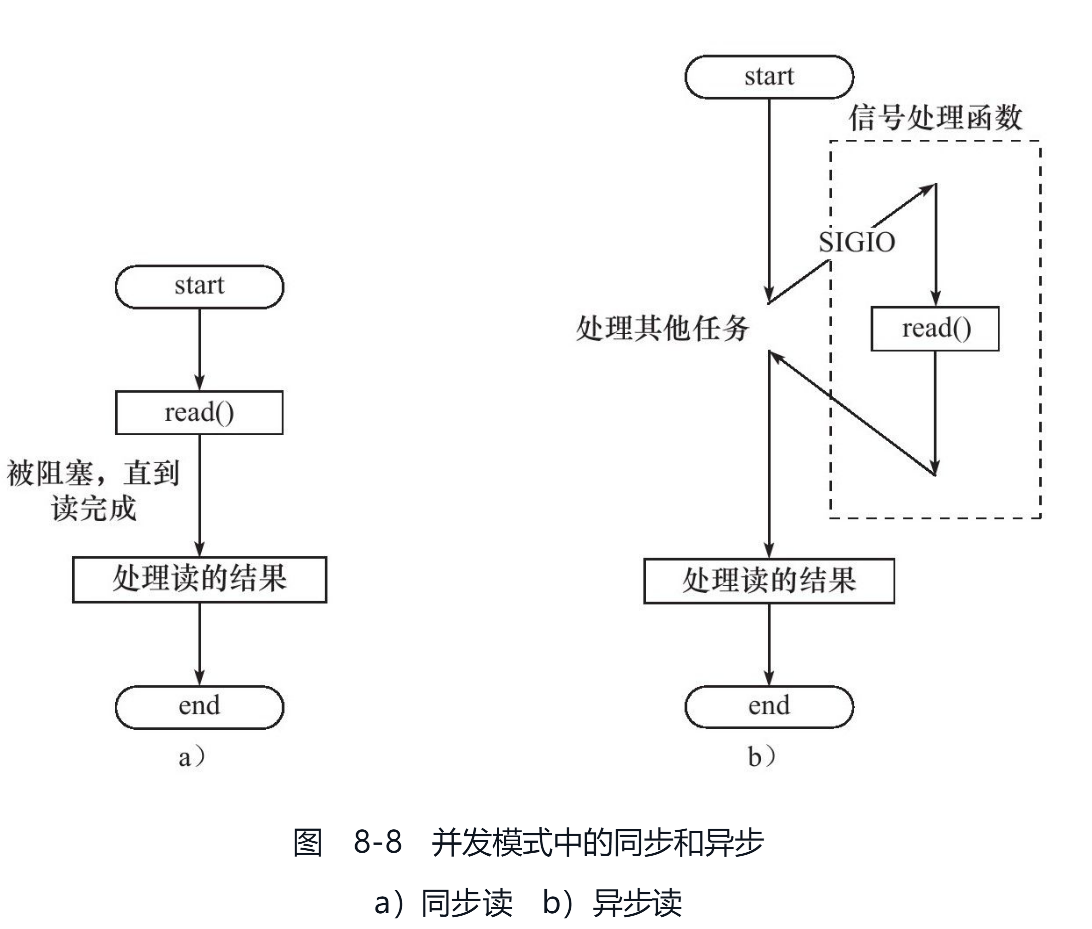 start
read()
被阻塞，直到
读完成
处理读的结果
end
a）
start
信号处理函数
SIGIO
处理其他任务
read()
处理读的结果
end
b）
图 8-8 并发模式中的同步和异步
a）同步读 b）异步读